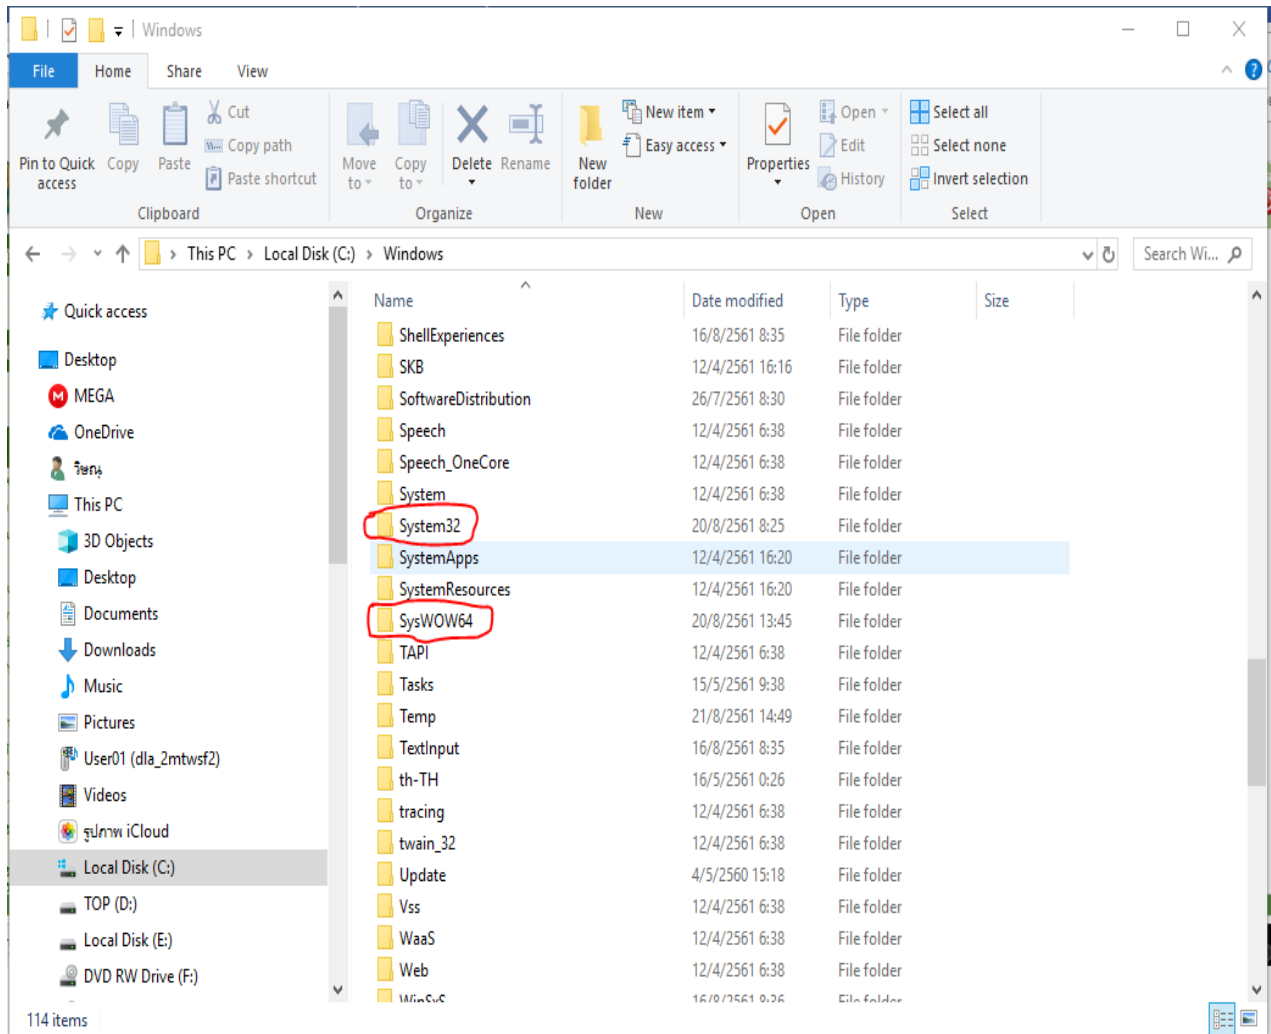 Windows
File Home Share View
Pin to Quick access
Copy
Paste
Cut
Copy path
Paste shortcut
Move to
Copy to
Delete
Rename
New folder
New item
Easy access
Properties
Open
Edit
History
Select all
Select none
Invert selection
Clipboard Organize New Open Select
This PC > Local Disk (C:) > Windows
Search Wi...
Quick access
Desktop
MEGA
OneDrive
วิษณุ
This PC
3D Objects
Desktop
Documents
Downloads
Music
Pictures
User01 (dla_2mtwsf2)
Videos
รูปภาพ iCloud
Local Disk (C:)
TOP (D:)
Local Disk (E:)
DVD RW Drive (F:)
Name Date modified Type Size
ShellExperiences 16/8/2561 8:35 File folder
SKB 12/4/2561 16:16 File folder
SoftwareDistribution 26/7/2561 8:30 File folder
Speech 12/4/2561 6:38 File folder
Speech_OneCore 12/4/2561 6:38 File folder
System 12/4/2561 6:38 File folder
System32 20/8/2561 8:25 File folder
SystemApps 12/4/2561 16:20 File folder
SystemResources 12/4/2561 16:20 File folder
SysWOW64 20/8/2561 13:45 File folder
TAPI 12/4/2561 6:38 File folder
Tasks 15/5/2561 9:38 File folder
Temp 21/8/2561 14:49 File folder
TextInput 16/8/2561 8:35 File folder
th-TH 16/5/2561 0:26 File folder
tracing 12/4/2561 6:38 File folder
twain_32 12/4/2561 6:38 File folder
Update 4/5/2560 15:18 File folder
Vss 12/4/2561 6:38 File folder
WaaS 12/4/2561 6:38 File folder
Web 12/4/2561 6:38 File folder
WinSxS 16/8/2561 8:36 File folder
114 items